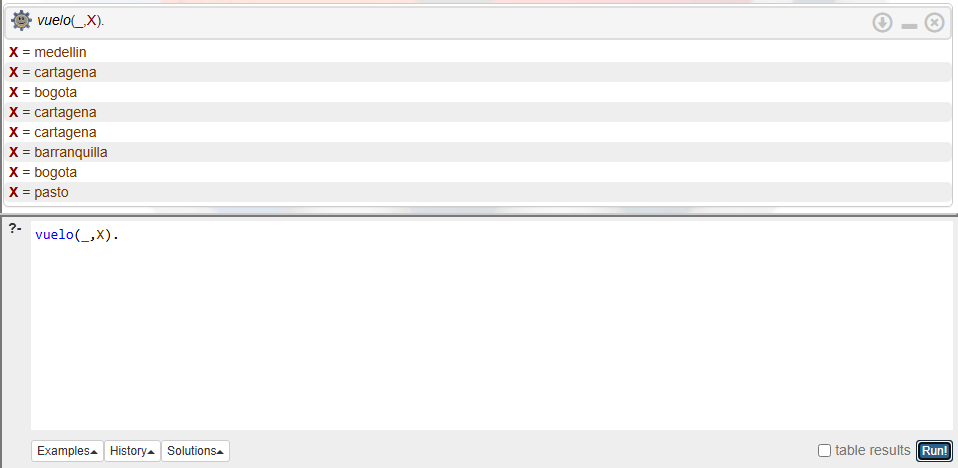 vuelo(_,X).
X = medellin
X = cartagena
X = bogota
X = cartagena
X = cartagena
X = barranquilla
X = bogota
X = pasto
?- vuelo(_,X).
Examples History Solutions table results Run!